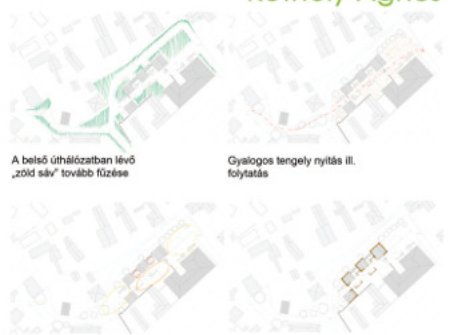 A belső úthálózatban lévő
„zöld sáv" tovább fűzése
Gyalogos tengely nyitás ill.
folytatás